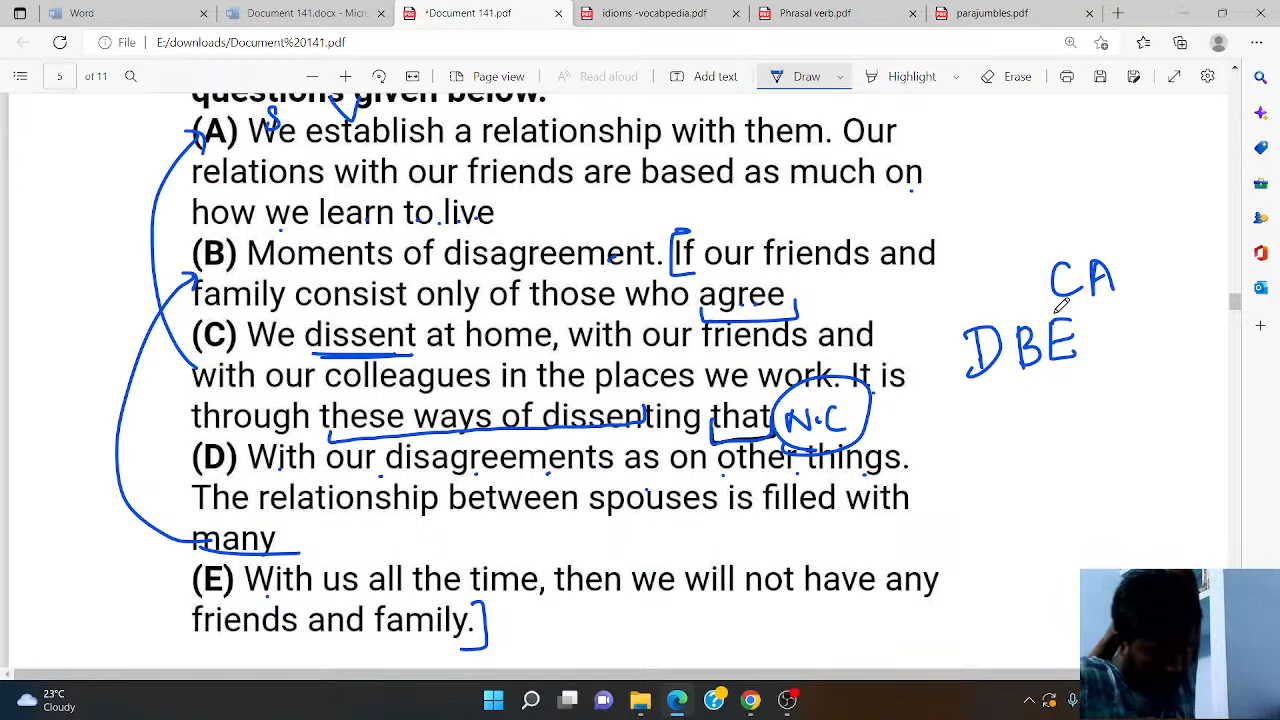 Word
Document 141.docx - Micros
*Document 141.pdf
idioms -vocabpedia.pdf
Phrasal verb.pdf
parajumbles.pdf
File E:/downloads/Document%20141.pdf
5 of 11 Page view Read aloud Add text Draw Highlight Erase
questions given below.
S V
(A) We establish a relationship with them. Our
relations with our friends are based as much on
how we learn to live
(B) Moments of disagreement. If our friends and
family consist only of those who agree
(C) We dissent at home, with our friends and
with our colleagues in the places we work. It is
through these ways of dissenting that N.C
(D) With our disagreements as on other things.
The relationship between spouses is filled with
many
(E) With us all the time, then we will not have any
friends and family.
C A
D B E
23°C
Cloudy